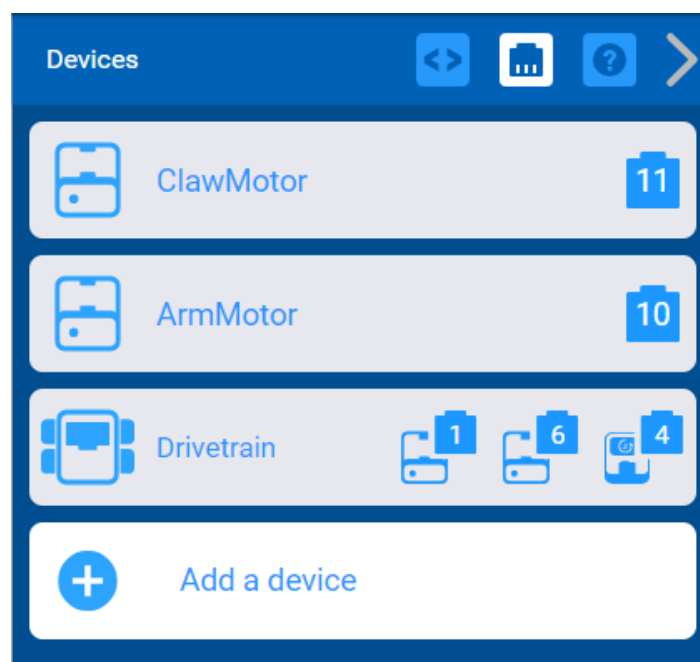 Devices
ClawMotor 11
ArmMotor 10
Drivetrain 1 6 4
Add a device